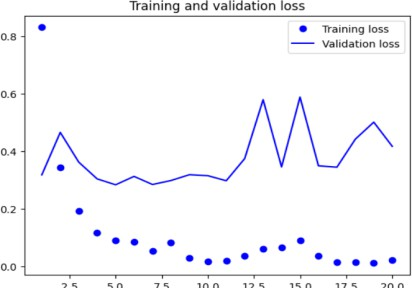 Training and validation loss
Training loss
Validation loss
0.8
0.6
0.4
0.2
0.0
2.5 5.0 7.5 10.0 12.5 15.0 17.5 20.0